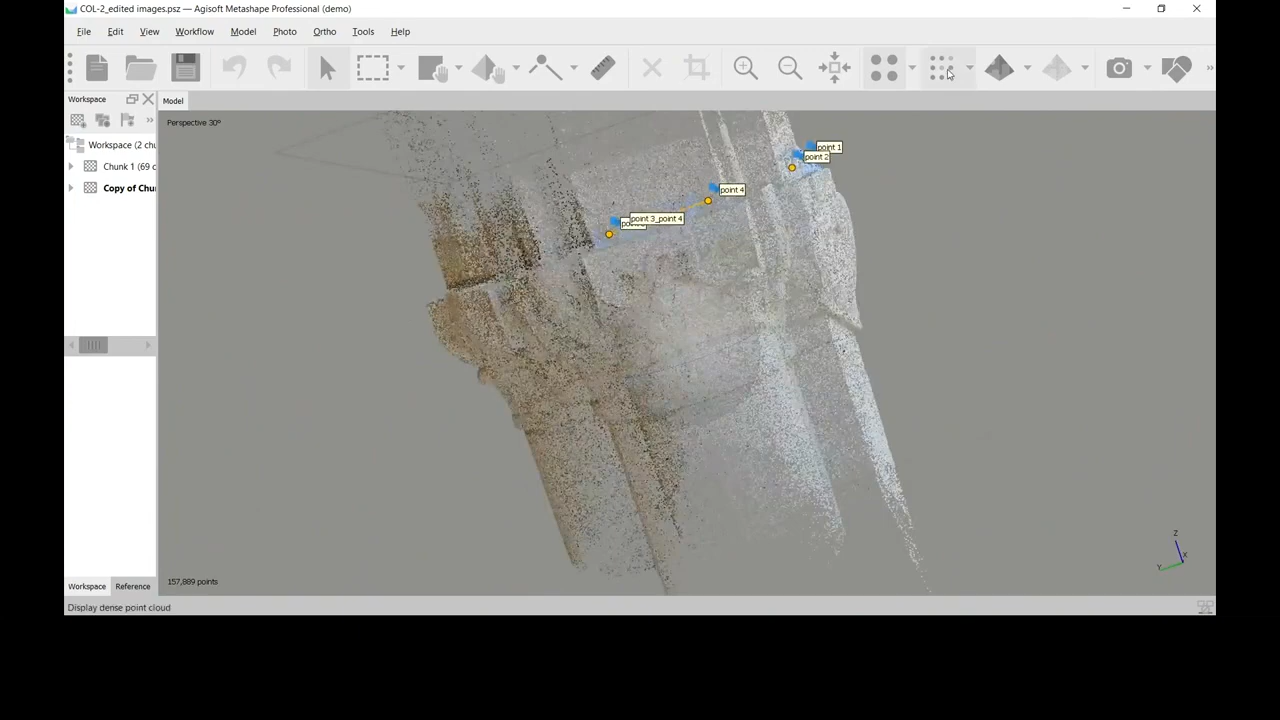 COL-2_edited images.psz — Agisoft Metashape Professional (demo)
File Edit View Workflow Model Photo Ortho Tools Help
Workspace
Model
Workspace (2 chu
Chunk 1 (69 c
Copy of Chu
Perspective 30°
point 1
point 2
point 4
point 3_point 4
Z
X
Y
157,889 points
Workspace Reference
Display dense point cloud